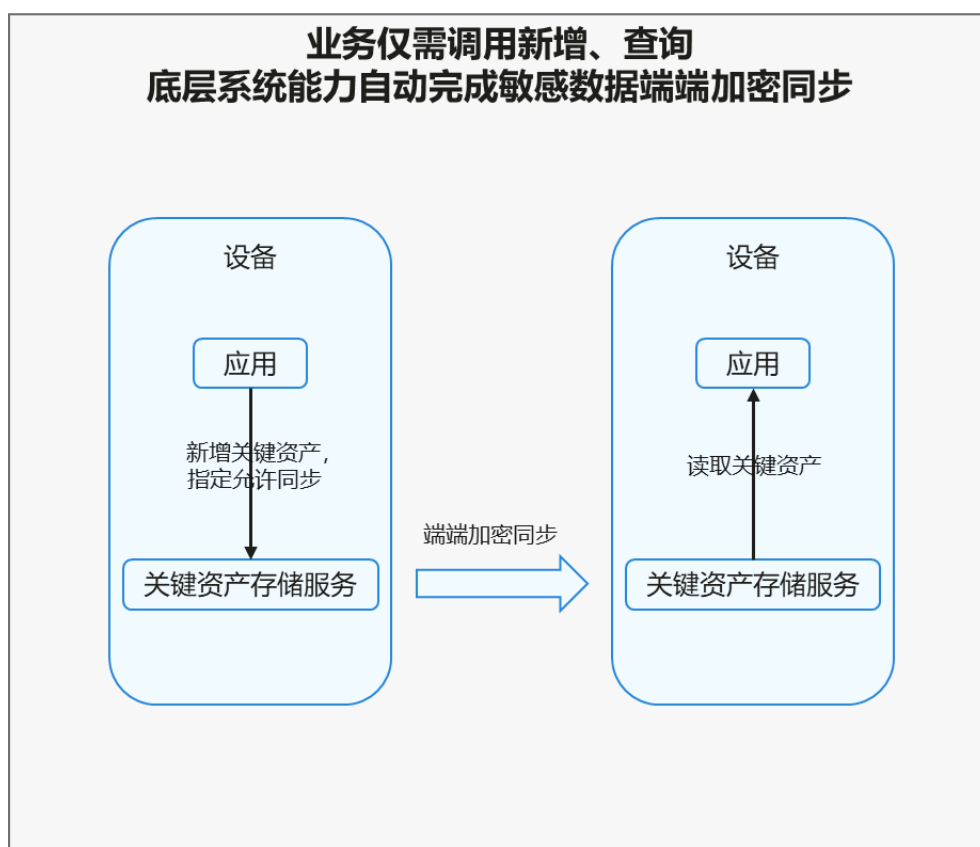 业务仅需调用新增、查询
底层系统能力自动完成敏感数据端端加密同步
设备
设备
应用
应用
新增关键资产，
指定允许同步
读取关键资产
端端加密同步
关键资产存储服务
关键资产存储服务